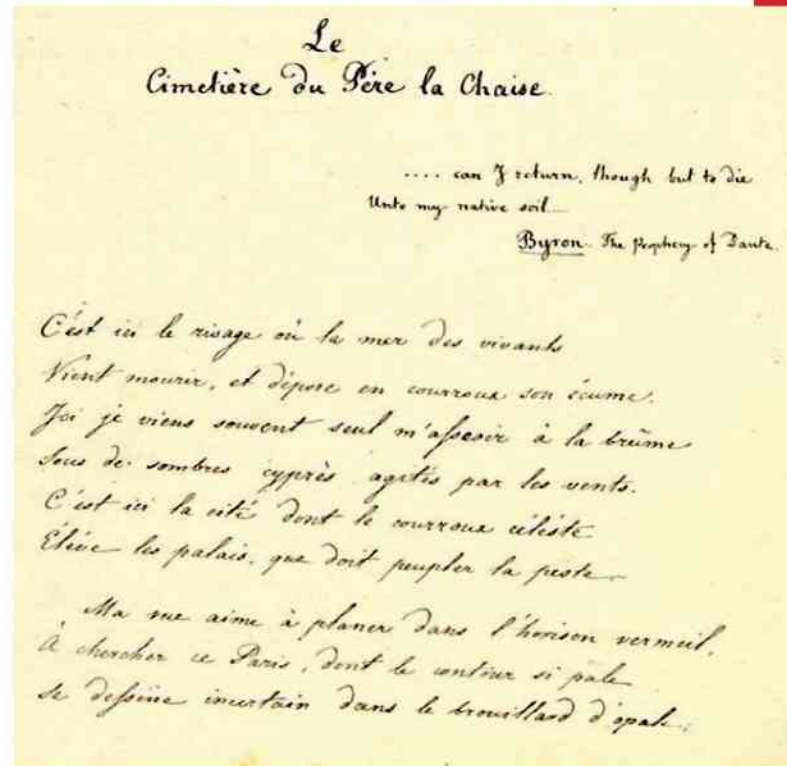 Le
Cimetière du Père la Chaise.
.... can I return, though but to die
Unto my native soil...
Byron. The Prophecy of Dante.
C'est ici le rivage où la mer des vivants
Vient mourir, et dépose en courroux son écume.
Ici je viens souvent seul m'asseoir à la brûme
Sous de sombres cyprès agités par les vents.
C'est ici la cité dont le courroux céleste
Élève les palais, que doit peupler la peste.
Ma vue aime à planer dans l'horison vermeil,
À chercher ce Paris, dont le contour si pale
se dessine incertain dans le brouillard d'opale;